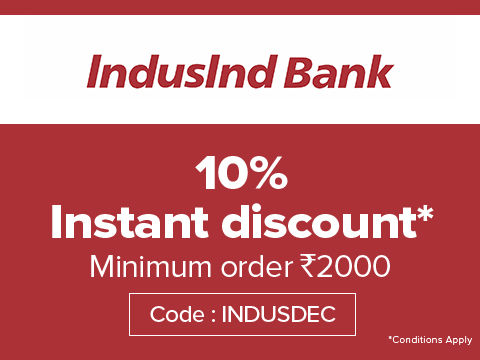 IndusInd Bank
10%
Instant discount*
Minimum order ₹2000
Code : INDUSDEC
*Conditions Apply